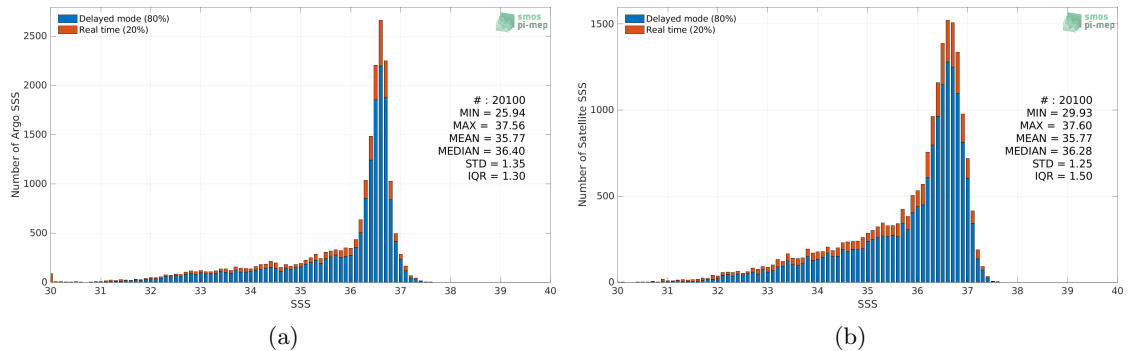 Delayed mode (80%)
Real time (20%)
smos
pi-mep
# : 20100
MIN = 25.94
MAX = 37.56
MEAN = 35.77
MEDIAN = 36.40
STD = 1.35
IQR = 1.30
Number of Argo SSS
2500
2000
1500
1000
500
0
30 31 32 33 34 35 36 37 38 39 40
SSS
(a)
Delayed mode (80%)
Real time (20%)
smos
pi-mep
# : 20100
MIN = 29.93
MAX = 37.60
MEAN = 35.77
MEDIAN = 36.28
STD = 1.25
IQR = 1.50
Number of Satellite SSS
1500
1000
500
0
30 31 32 33 34 35 36 37 38 39 40
SSS
(b)